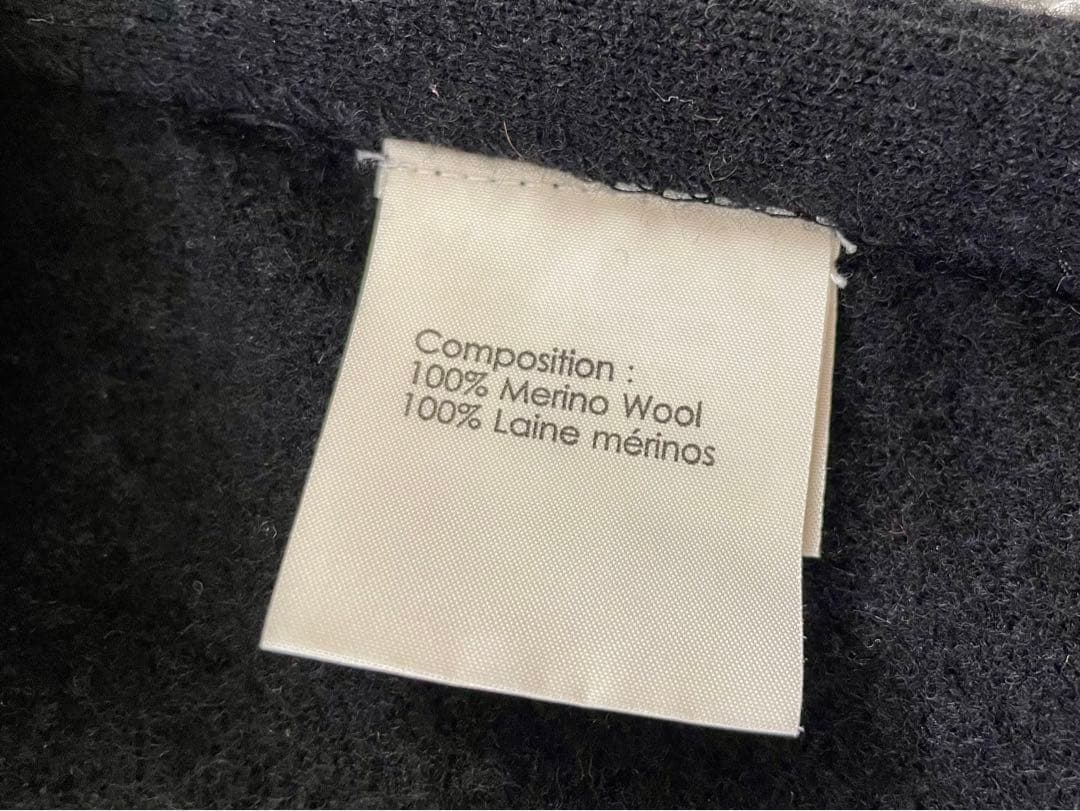 Composition :
100% Merino Wool
100% Laine mérinos